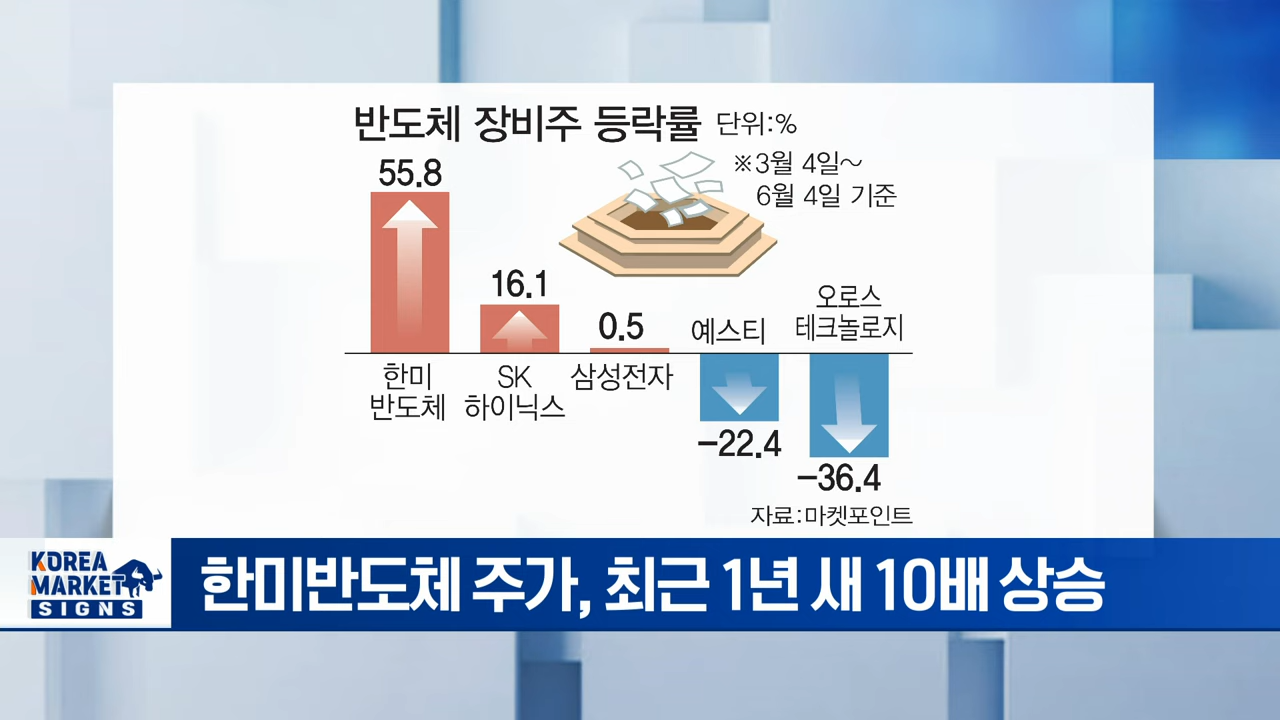 반도체 장비주 등락률 단위:%
※3월 4일~
6월 4일 기준
55.8
16.1
0.5
-22.4
-36.4
한미
반도체
SK
하이닉스
삼성전자
예스티
오로스
테크놀로지
자료:마켓포인트
KOREA
MARKET
SIGNS
한미반도체 주가, 최근 1년 새 10배 상승